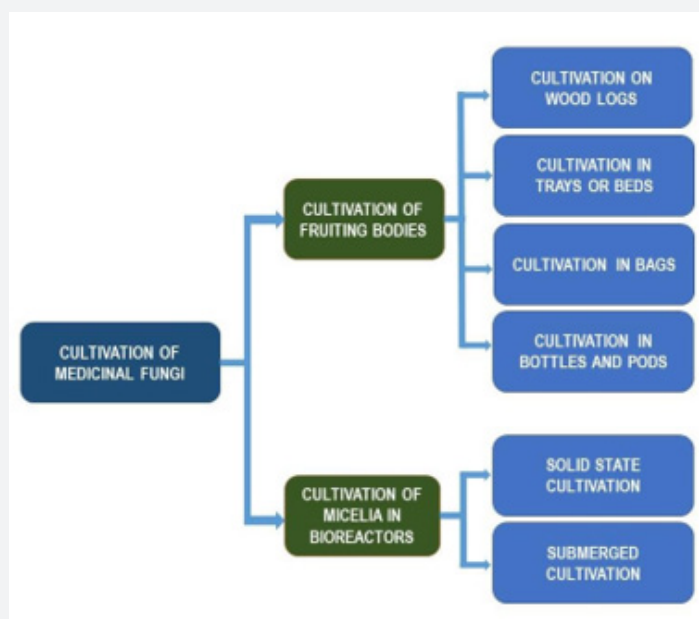 CULTIVATION ON
WOOD LOGS
CULTIVATION IN
TRAYS OR BEDS
CULTIVATION OF
FRUITING BODIES
CULTIVATION IN BAGS
CULTIVATION IN
BOTTLES AND PODS
CULTIVATION OF
MEDICINAL FUNGI
SOLID STATE
CULTIVATION
CULTIVATION OF
MICELIA IN
BIOREACTORS
SUBMERGED
CULTIVATION